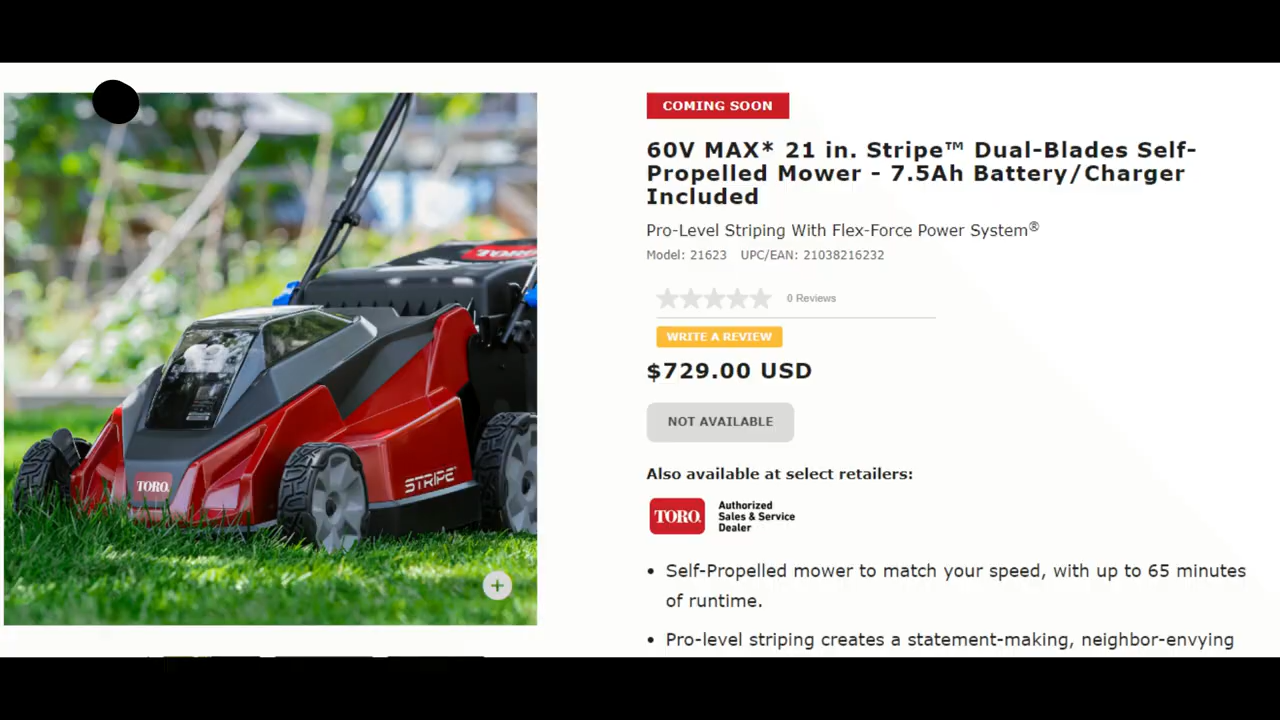 COMING SOON
60V MAX* 21 in. Stripe™ Dual-Blades Self-
Propelled Mower - 7.5Ah Battery/Charger
Included
Pro-Level Striping With Flex-Force Power System®
Model: 21623 UPC/EAN: 21038216232
0 Reviews
WRITE A REVIEW
$729.00 USD
NOT AVAILABLE
Also available at select retailers:
TORO.
Authorized
Sales & Service
Dealer
• Self-Propelled mower to match your speed, with up to 65 minutes
of runtime.
• Pro-level striping creates a statement-making, neighbor-envying
TORO.
STRIPE